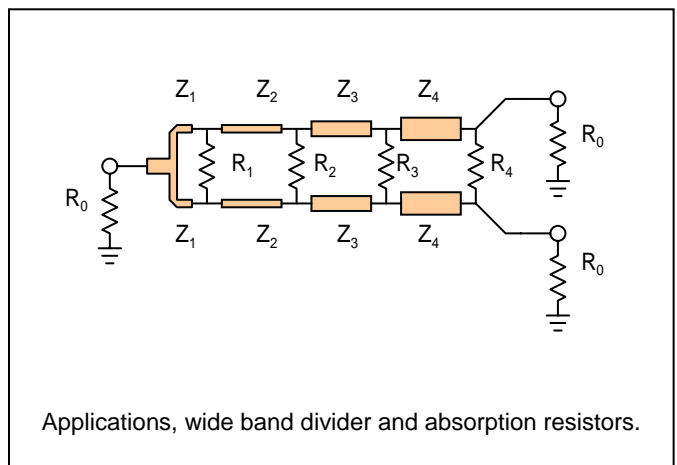 Z1 Z2 Z3 Z4
R0 R1 R2 R3 R4 R0
Z1 Z2 Z3 Z4 R0
Applications, wide band divider and absorption resistors.